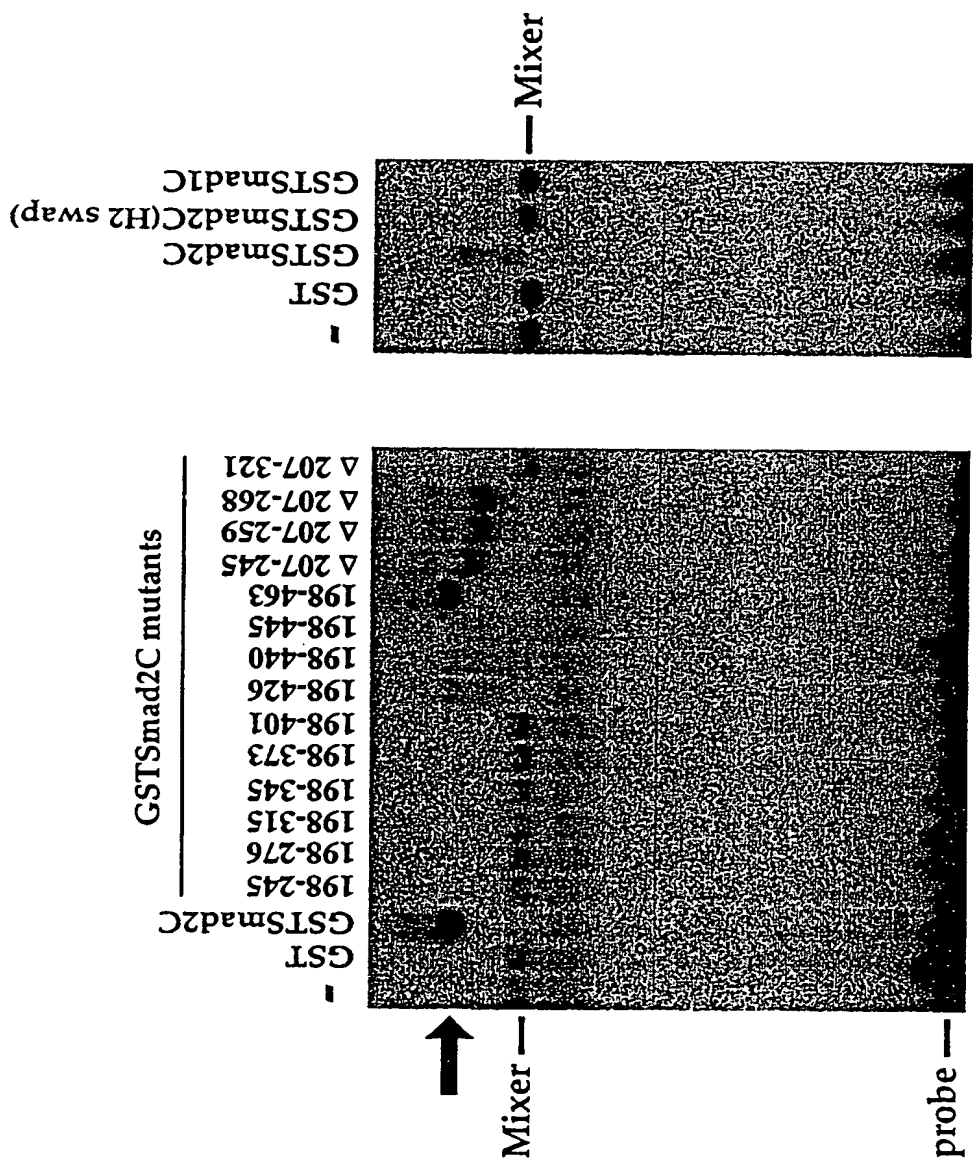 GSTSmad2C mutants
–
GST
GSTSmad2C
198-245
198-276
198-315
198-345
198-373
198-401
198-426
198-440
198-445
198-463
Δ 207-245
Δ 207-259
Δ 207-268
Δ 207-321
Mixer
probe
–
GST
GSTSmad2C
GSTSmad2C(H2 swap)
GSTSmad1C
Mixer